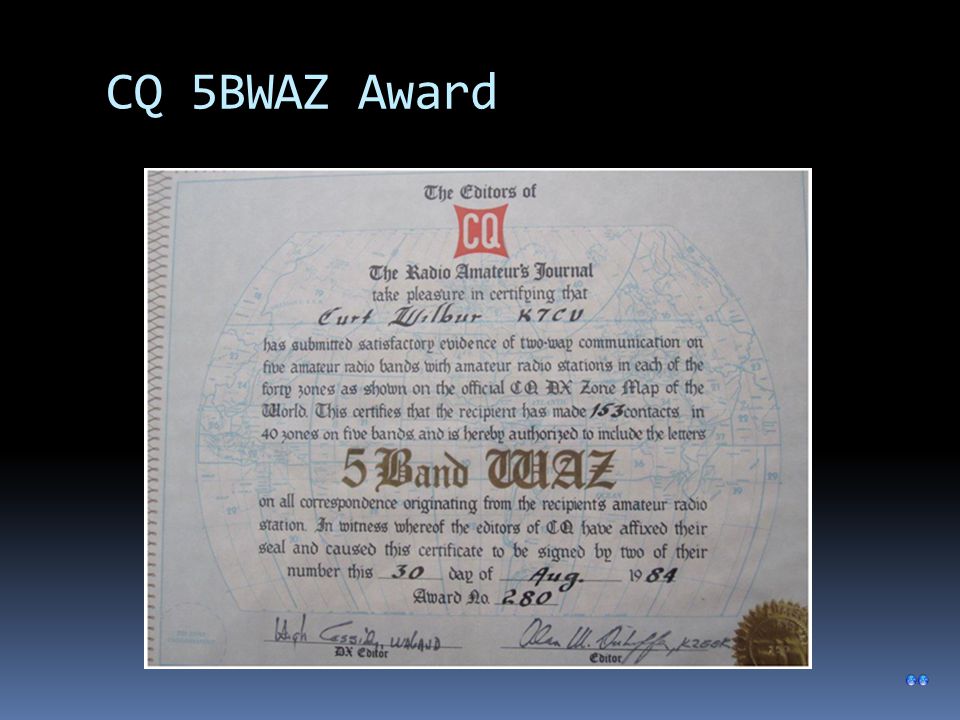 CQ 5BWAZ Award
The Editors of
CQ
The Radio Amateur's Journal
take pleasure in certifying that
Curt Wilbur K7CV
has submitted satisfactory evidence of two-way communication on
five amateur radio bands with amateur radio stations in each of the
forty zones as shown on the official CQ DX Zone Map of the
World. This certifies that the recipient has made 153 contacts in
40 zones on five bands and is hereby authorized to include the letters
5 Band WAZ
on all correspondence originating from the recipients amateur radio
station. In witness whereof the editors of CQ have affixed their
seal and caused this certificate to be signed by two of their
number this 30 day of Aug. 1984
Award No. 280
Hugh Cassidy, WA6AUD
DX Editor
Alan M. K2EEK
Editor